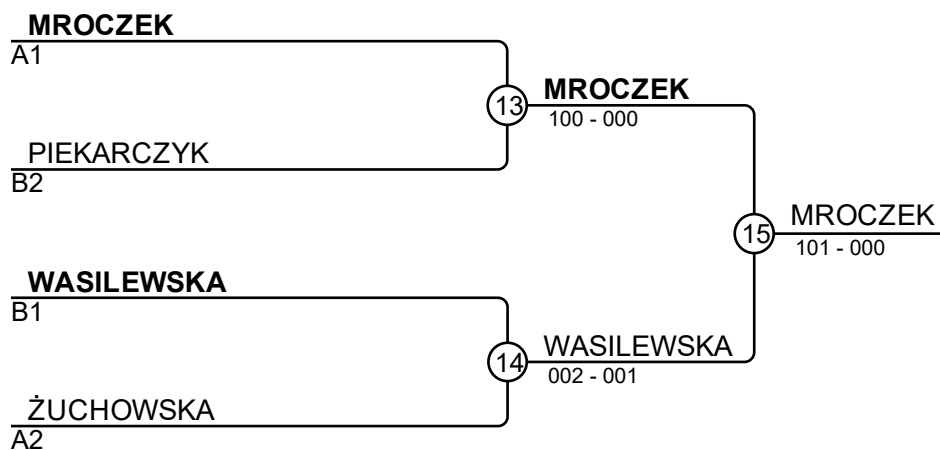 MROCZEK
A1
13
MROCZEK
100 - 000
PIEKARCZYK
B2
15
MROCZEK
101 - 000
WASILEWSKA
B1
14
WASILEWSKA
002 - 001
ŻUCHOWSKA
A2